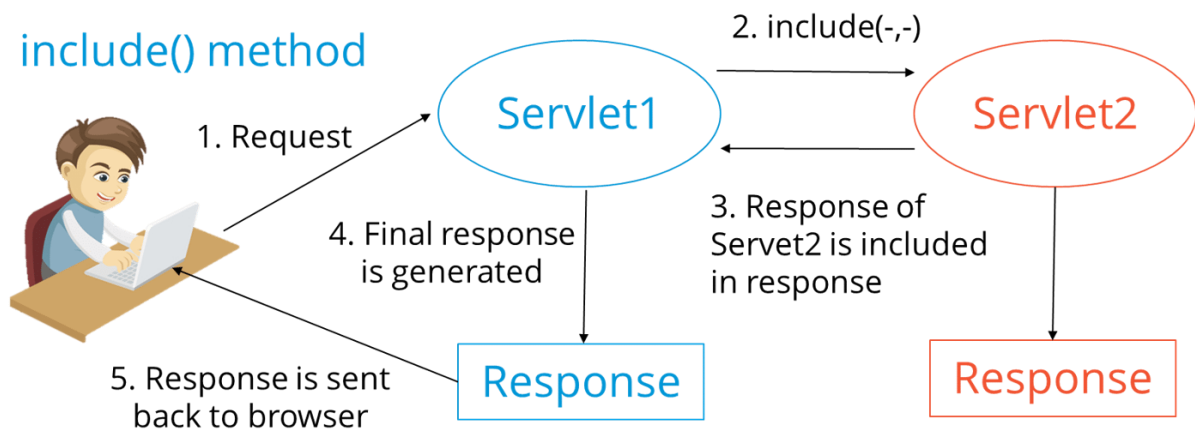 include() method
2. include(-,-)
Servlet1
Servlet2
1. Request
3. Response of
Servet2 is included
in response
4. Final response
is generated
Response
Response
5. Response is sent
back to browser